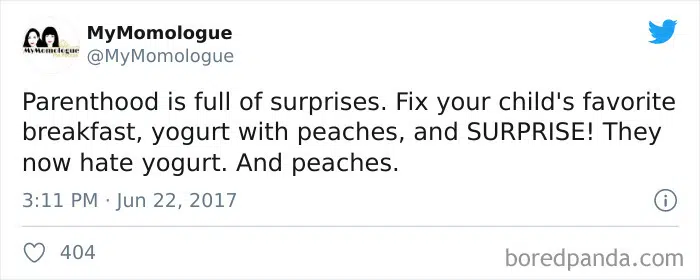 MyMomologue
MyMomologue
@MyMomologue
Parenthood is full of surprises. Fix your child's favorite
breakfast, yogurt with peaches, and SURPRISE! They
now hate yogurt. And peaches.
3:11 PM · Jun 22, 2017
404
boredpanda.com